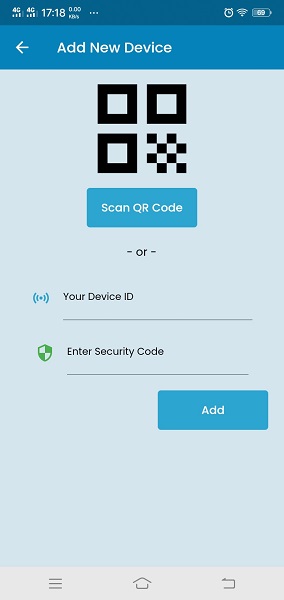 4G 4G 17:18 0.00 KB/s ... 69
Add New Device
Scan QR Code
- or -
Your Device ID
Enter Security Code
Add